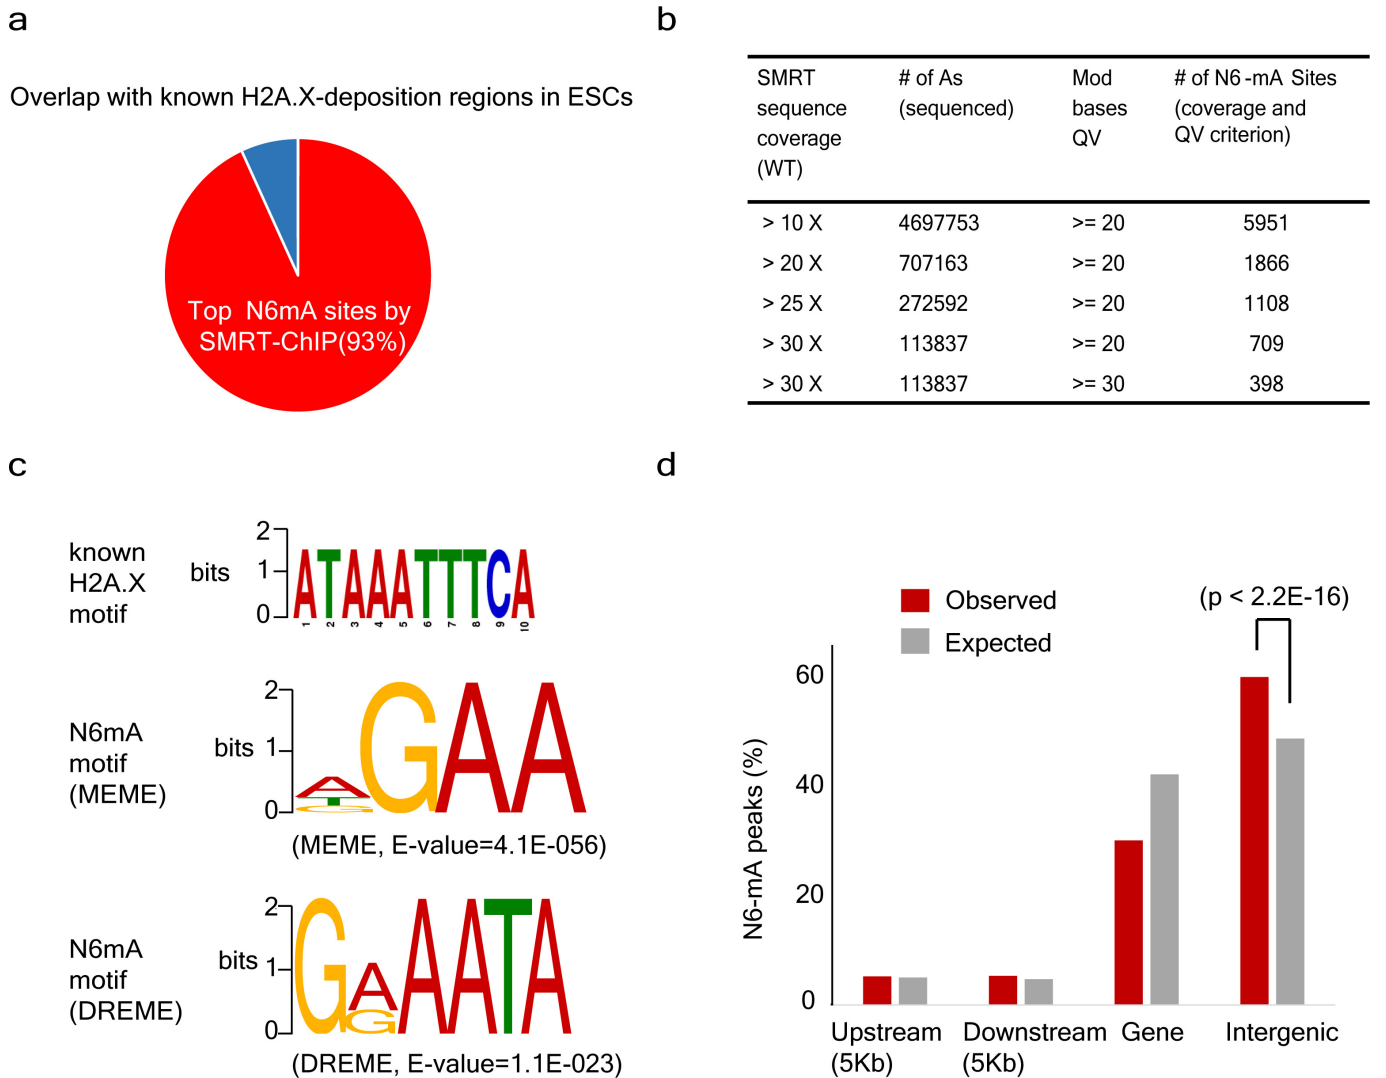 a
Overlap with known H2A.X-deposition regions in ESCs
Top N6mA sites by
SMRT-ChIP(93%)
b
SMRT sequence coverage (WT) # of As (sequenced) Mod bases QV # of N6-mA Sites (coverage and QV criterion)
> 10 X 4697753 >= 20 5951
> 20 X 707163 >= 20 1866
> 25 X 272592 >= 20 1108
> 30 X 113837 >= 20 709
> 30 X 113837 >= 30 398
c
known
H2A.X
motif
bits
2
1
0
ATAAATTTCA
1 2 3 4 5 6 7 8 9 10
N6mA
motif
(MEME)
bits
2
1
0
A
T
G
GAA
(MEME, E-value=4.1E-056)
N6mA
motif
(DREME)
bits
2
1
0
G
A
G
AATA
(DREME, E-value=1.1E-023)
d
Observed
Expected
(p < 2.2E-16)
N6-mA peaks (%)
60
40
20
0
Upstream
(5Kb)
Downstream
(5Kb)
Gene
Intergenic